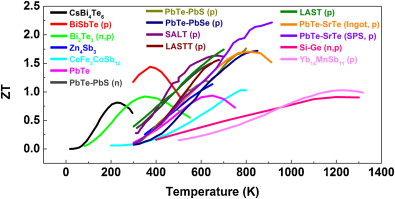 CsBi4Te6
BiSbTe (p)
Bi2Te3 (n,p)
Zn4Sb3
CeFe4CoSb12
PbTe
PbTe-PbS (n)
PbTe-PbS (p)
PbTe-PbSe (p)
SALT (p)
LASTT (p)
LAST (p)
PbTe-SrTe (Ingot, p)
PbTe-SrTe (SPS, p)
Si-Ge (n,p)
Yb14MnSb11 (p)
ZT
2.5
2.0
1.5
1.0
0.5
0.0
0 200 400 600 800 1000 1200 1400
Temperature (K)